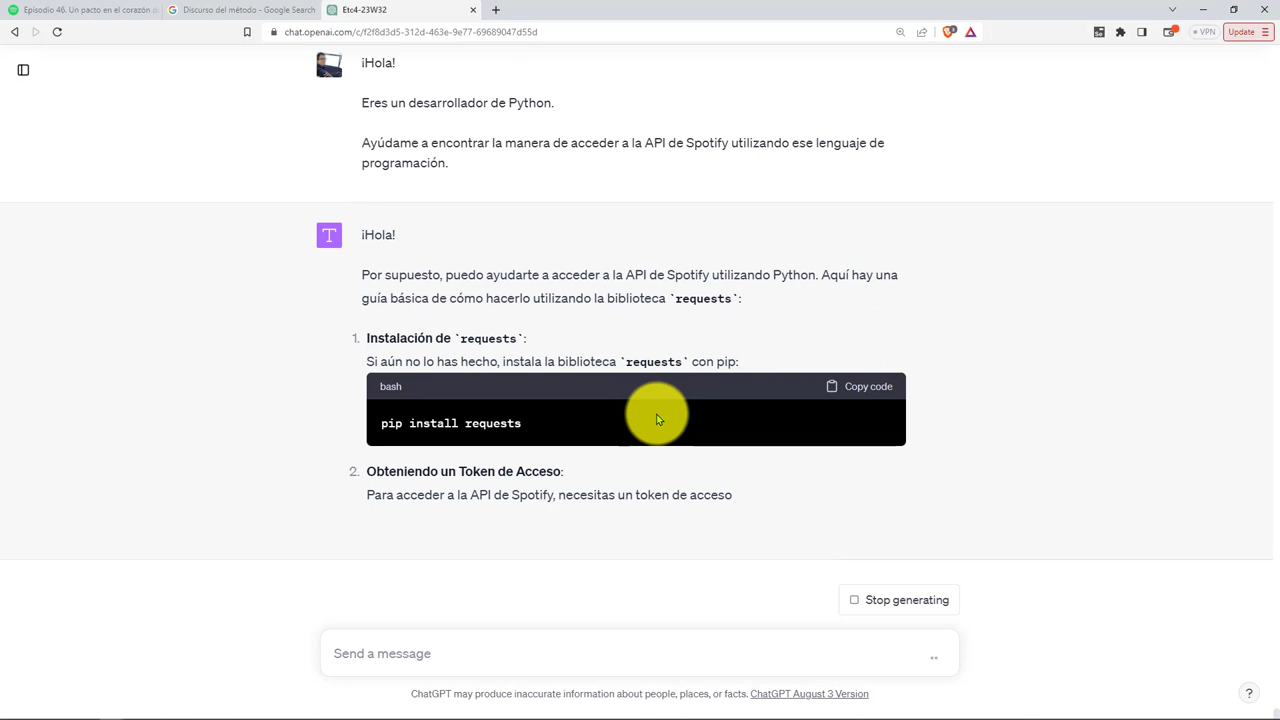 Episodio 46. Un pacto en el corazón d
Discurso del método - Google Search
Etc4-23W32
chat.openai.com/c/f2f8d3d5-312d-463e-9e77-69689047d55d
VPN
Update
¡Hola!
Eres un desarrollador de Python.
Ayúdame a encontrar la manera de acceder a la API de Spotify utilizando ese lenguaje de
programación.
T
¡Hola!
Por supuesto, puedo ayudarte a acceder a la API de Spotify utilizando Python. Aquí hay una
guía básica de cómo hacerlo utilizando la biblioteca `requests`:
1. Instalación de `requests`:
Si aún no lo has hecho, instala la biblioteca `requests` con pip:
bash
Copy code
pip install requests
2. Obteniendo un Token de Acceso:
Para acceder a la API de Spotify, necesitas un token de acceso
Stop generating
Send a message
ChatGPT may produce inaccurate information about people, places, or facts. ChatGPT August 3 Version
?